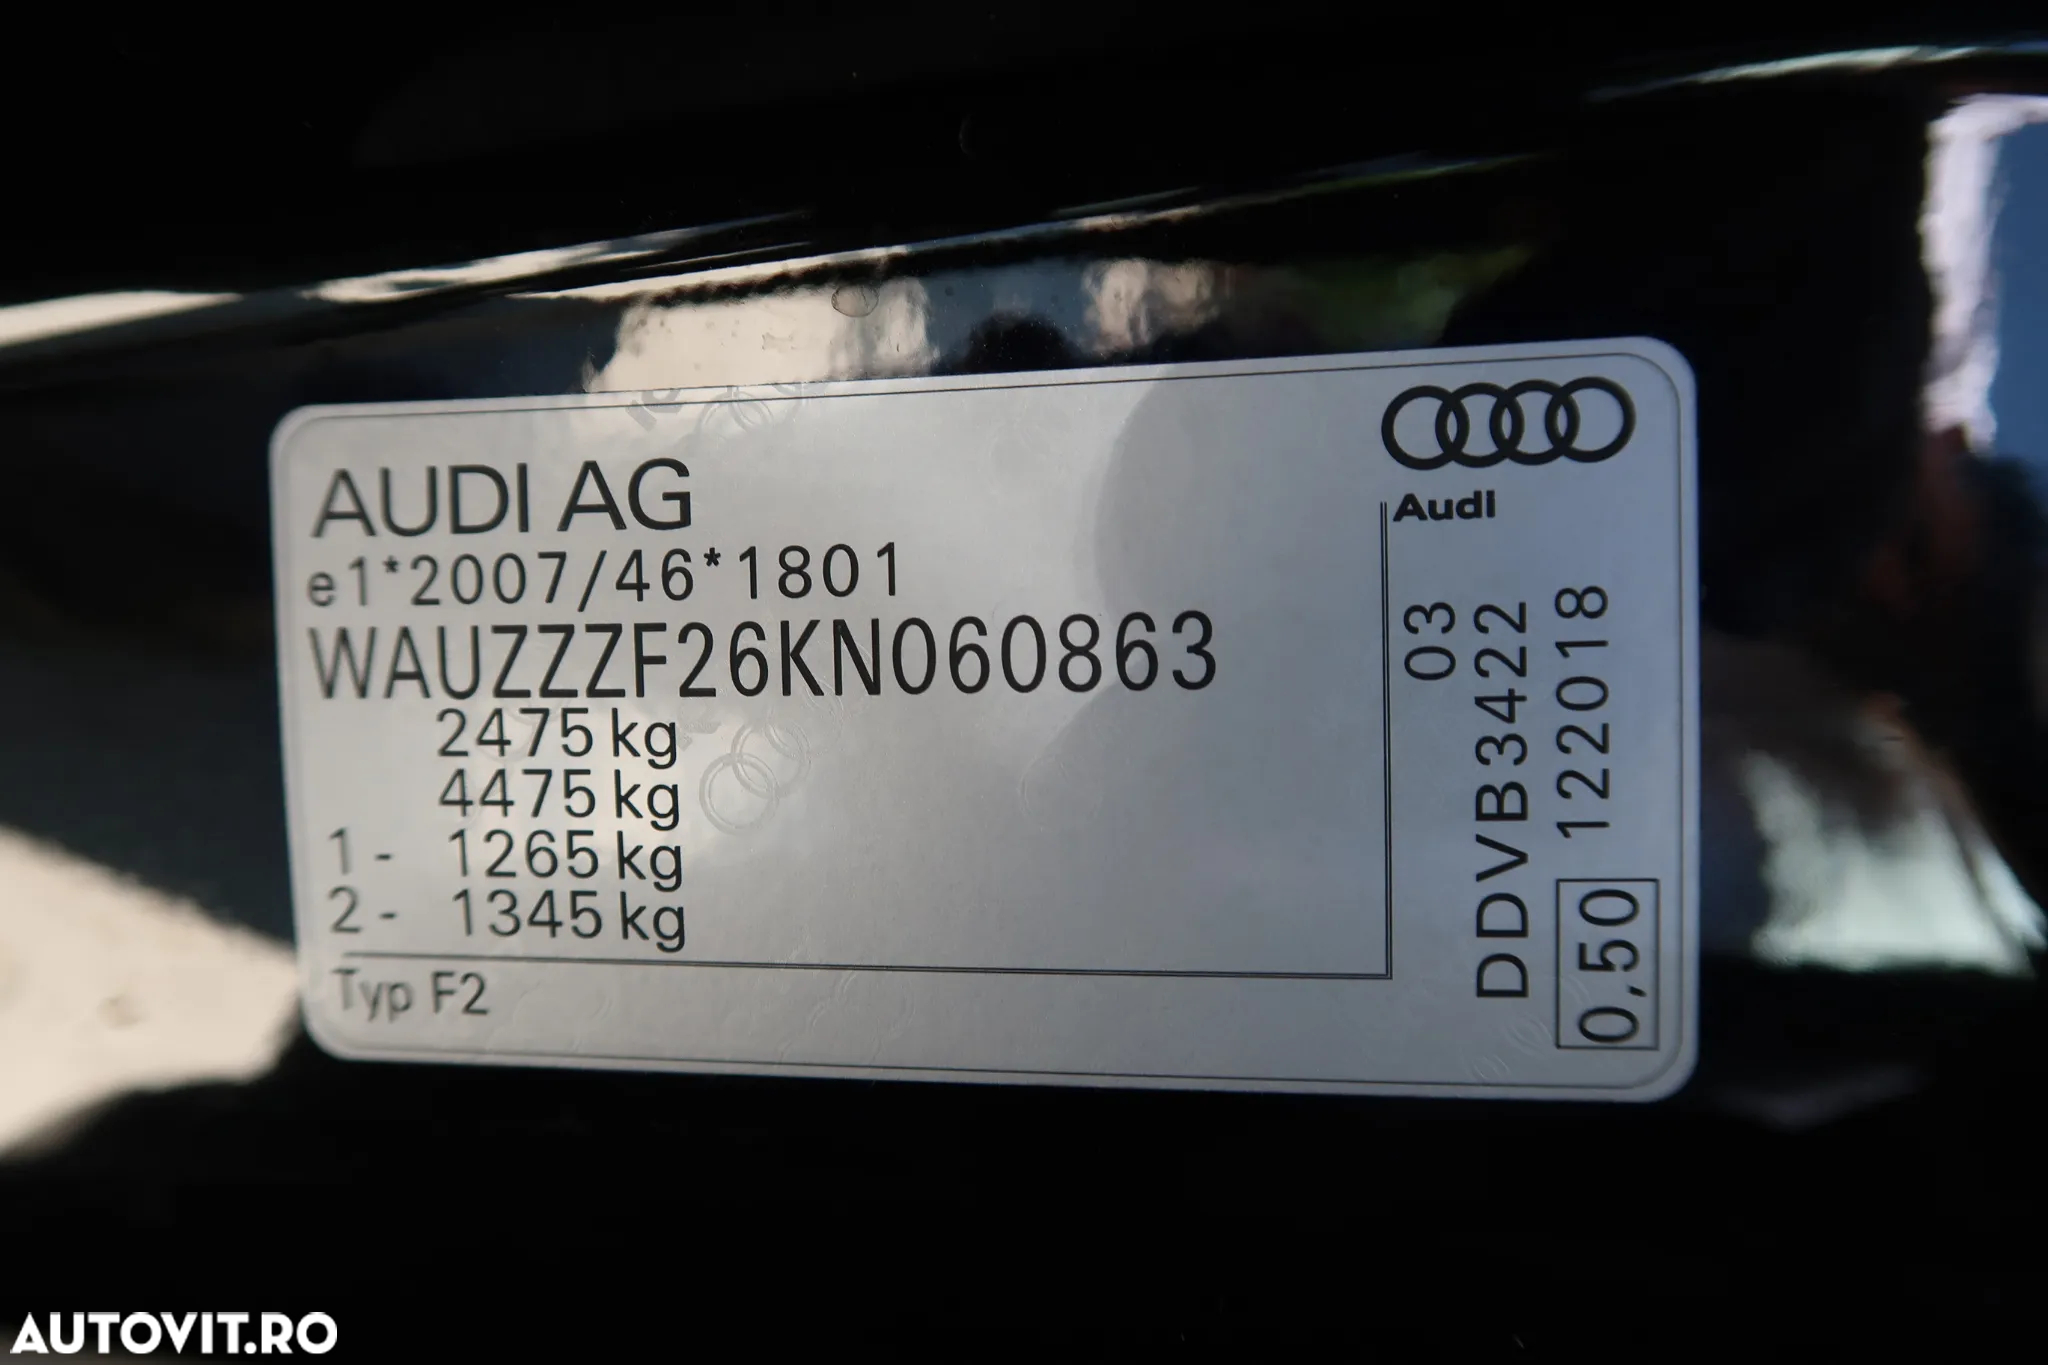 AUDI AG
e1*2007/46*1801
WAUZZZF26KN060863
2475 kg
4475 kg
1 - 1265 kg
2 - 1345 kg
Typ F2
Audi
03
DDVB3422
122018
0,50
AUTOVIT.RO